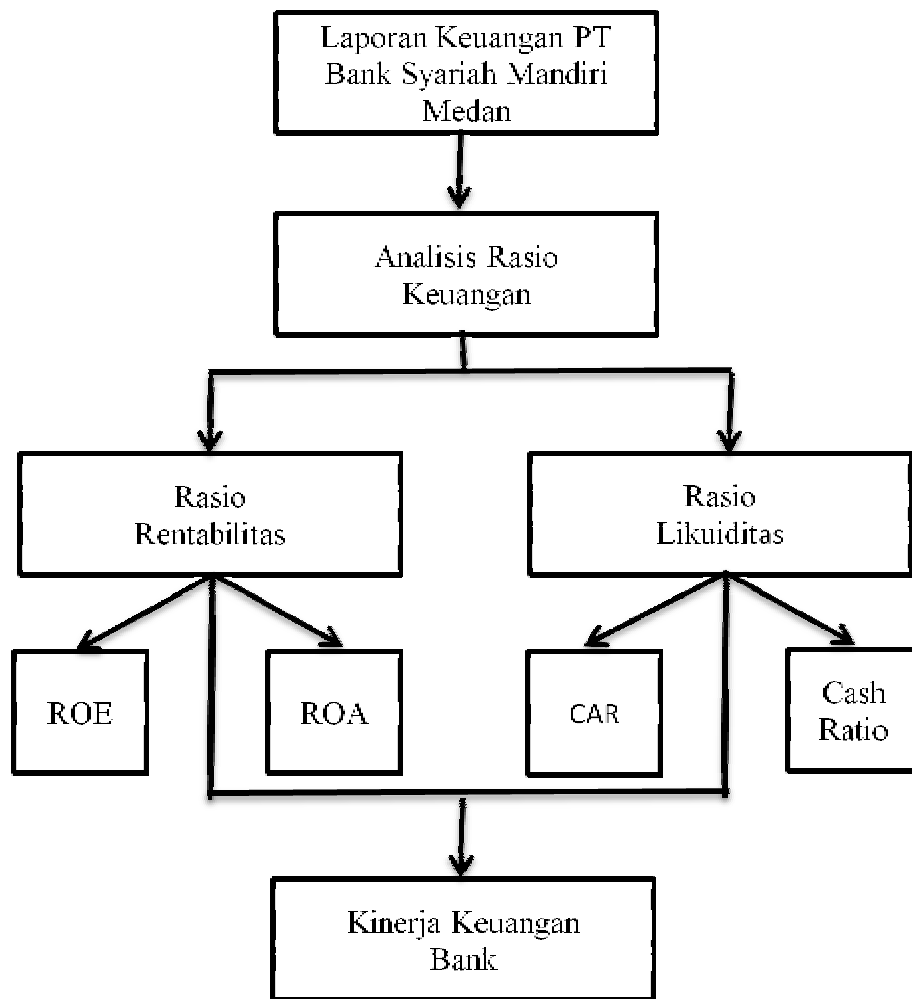 Laporan Keuangan PT
Bank Syariah Mandiri
Medan
Analisis Rasio
Keuangan
Rasio
Rentabilitas
Rasio
Likuiditas
ROE
ROA
CAR
Cash
Ratio
Kinerja Keuangan
Bank